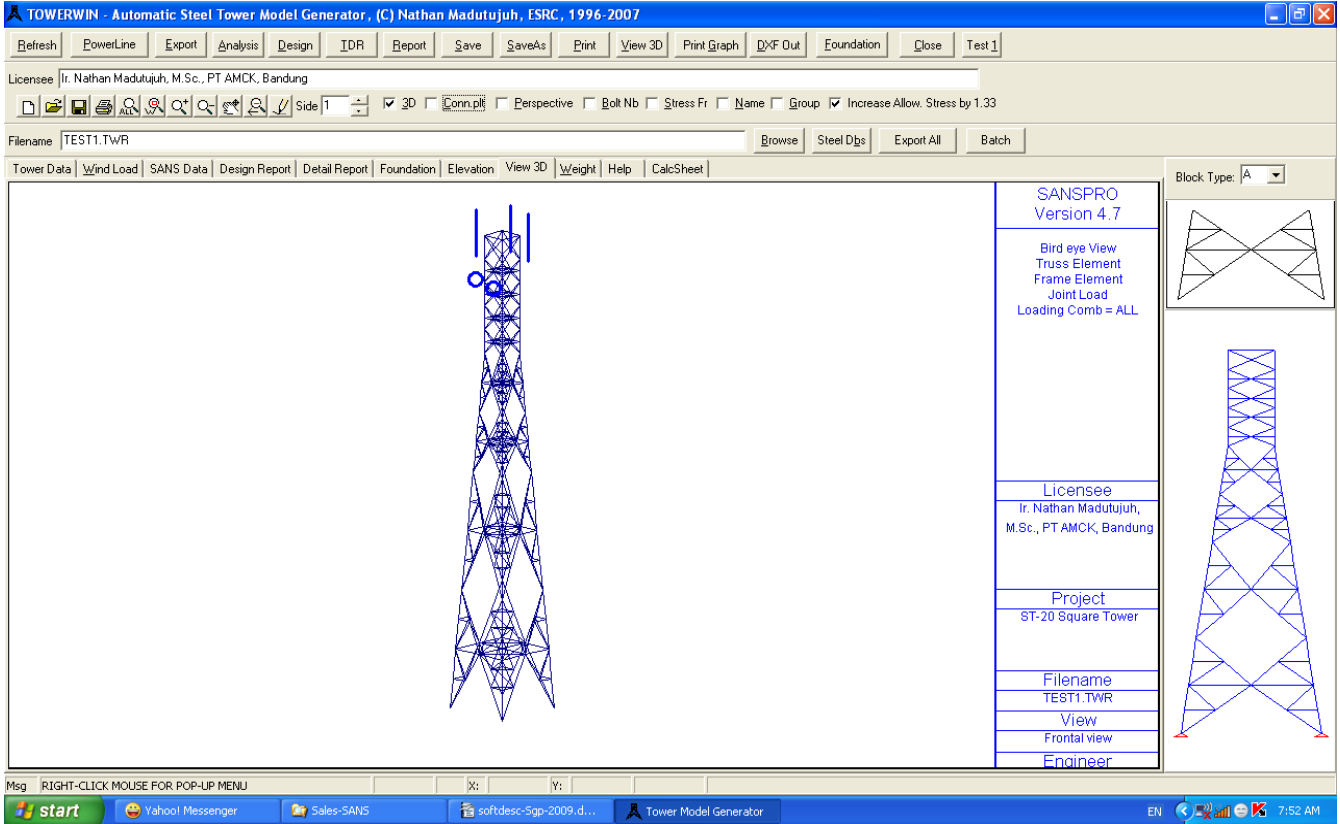 TOWERWIN - Automatic Steel Tower Model Generator, (C) Nathan Madutujuh, ESRC, 1996-2007
Refresh PowerLine Export Analysis Design TDR Report Save SaveAs Print View 3D Print Graph DXF Out Foundation Close Test 1
Licensee Ir. Nathan Madutujuh, M.Sc., PT AMCK, Bandung
ALL Side 1 3D Conn.plt Perspective Bolt Nb Stress Fr Name Group Increase Allow. Stress by 1.33
Filename TEST1.TWR Browse Steel Dbs Export All Batch
Tower Data Wind Load SANS Data Design Report Detail Report Foundation Elevation View 3D Weight Help CalcSheet
Block Type: A
SANSPRO
Version 4.7
Bird eye View
Truss Element
Frame Element
Joint Load
Loading Comb = ALL
Licensee
Ir. Nathan Madutujuh,
M.Sc., PT AMCK, Bandung
Project
ST-20 Square Tower
Filename
TEST1.TWR
View
Frontal view
Engineer
Msg RIGHT-CLICK MOUSE FOR POP-UP MENU X: Y:
start Yahoo! Messenger Sales-SANS softdesc-Sgp-2009.d... Tower Model Generator EN 7:52 AM